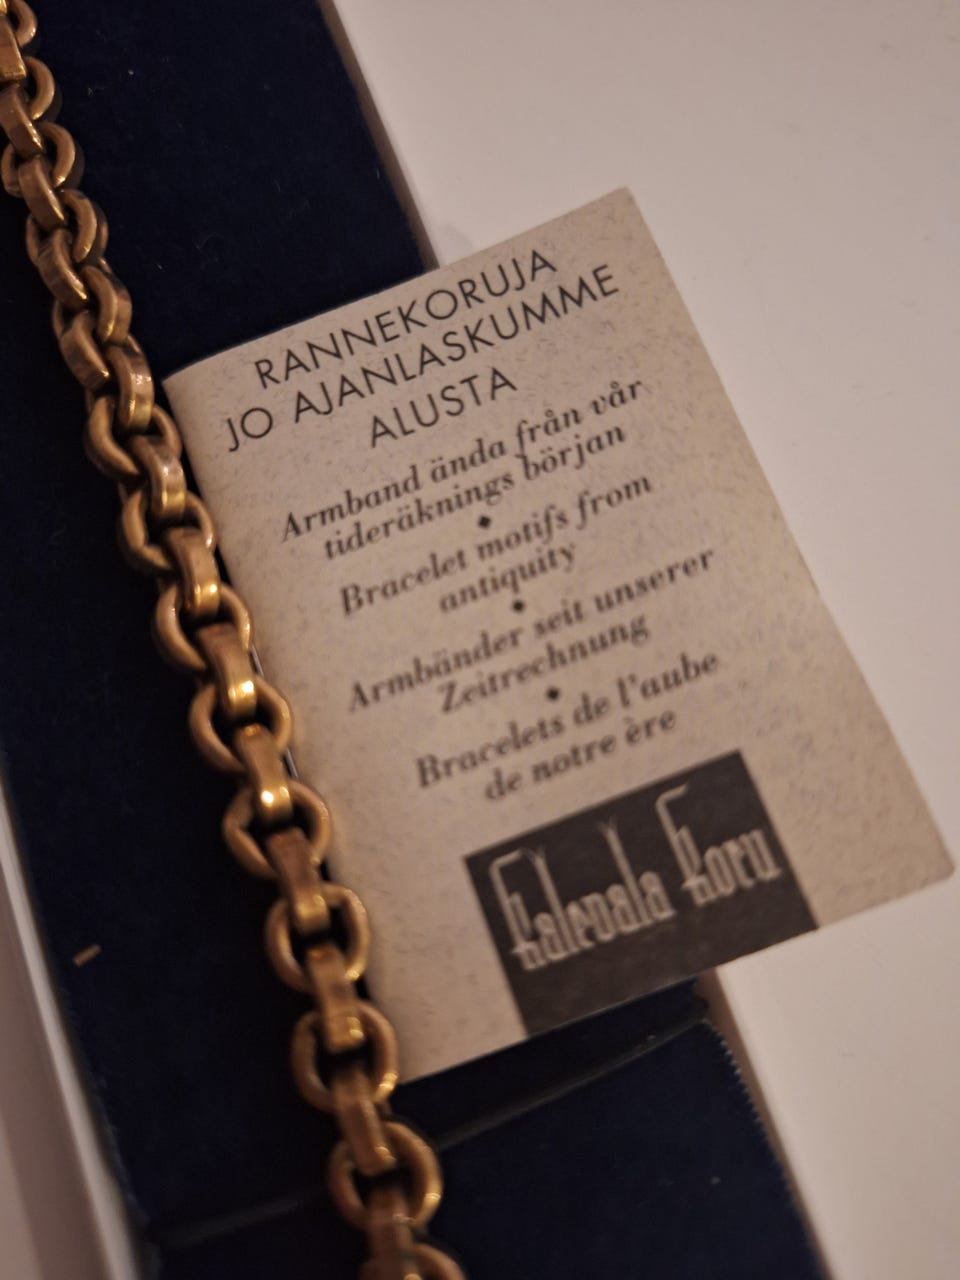 RANNEKORUJA
JO AJANLASKUMME
ALUSTA
Armband ända från vår
tideräknings början
Bracelet motifs from
antiquity
Armbänder seit unserer
Zeitrechnung
Bracelets de l'aube
de notre ère
Kalevala Koru